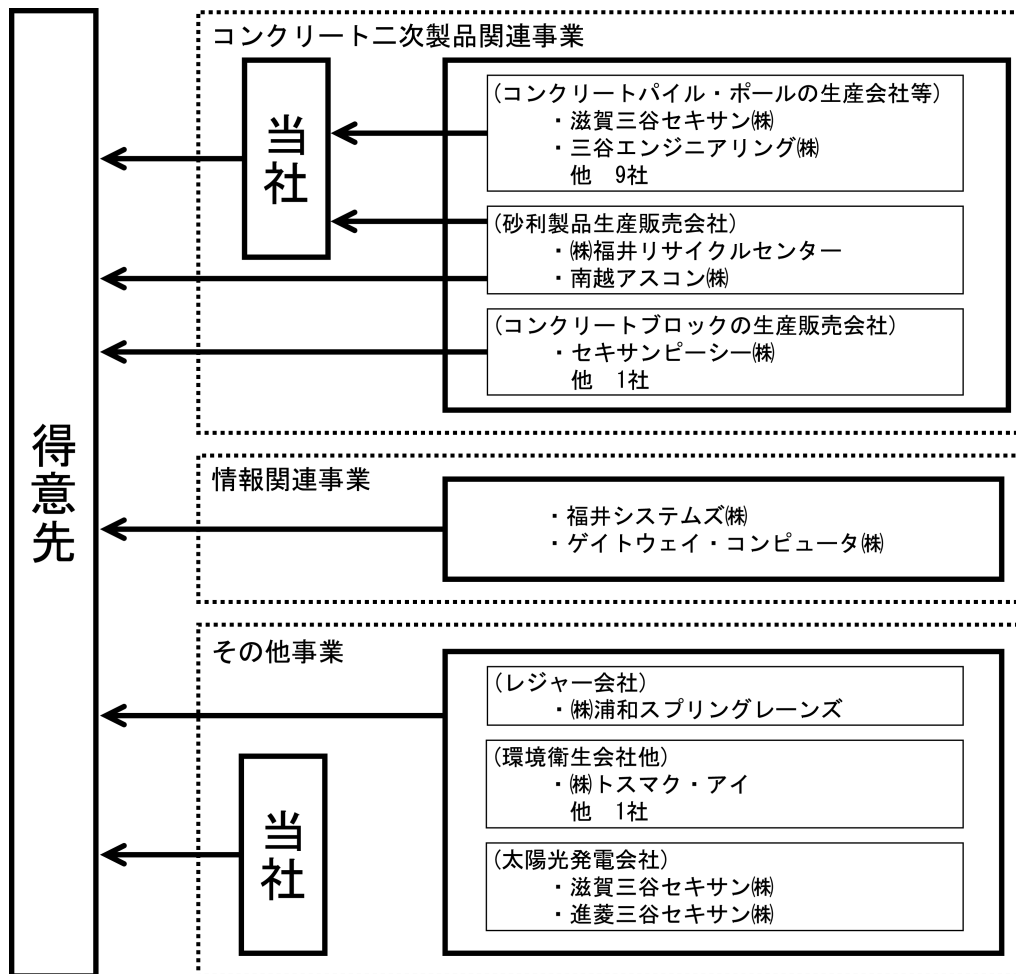 得意先
コンクリート二次製品関連事業
当社
(コンクリートパイル・ポールの生産会社等)
・滋賀三谷セキサン㈱
・三谷エンジニアリング㈱
他　9社
(砂利製品生産販売会社)
・㈱福井リサイクルセンター
・南越アスコン㈱
(コンクリートブロックの生産販売会社)
・セキサンピーシー㈱
他　1社
情報関連事業
・福井システムズ㈱
・ゲイトウェイ・コンピュータ㈱
その他事業
(レジャー会社)
・㈱浦和スプリングレーンズ
(環境衛生会社他)
・㈱トスマク・アイ
他　1社
当社
(太陽光発電会社)
・滋賀三谷セキサン㈱
・進菱三谷セキサン㈱